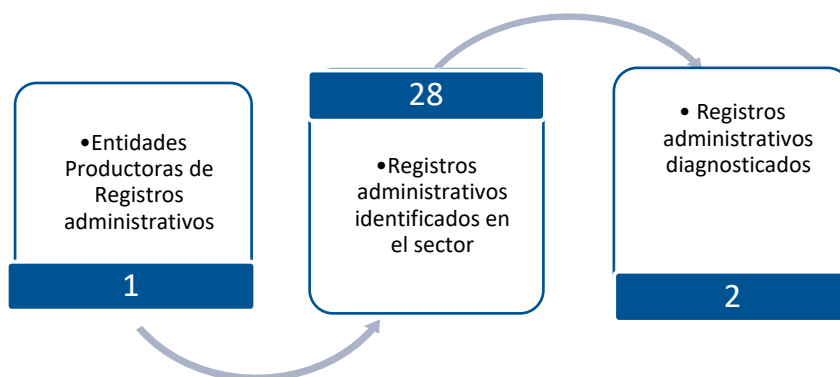 •Entidades
Productoras de
Registros
administrativos
1
28
•Registros
administrativos
identificados en
el sector
• Registros
administrativos
diagnosticados
2